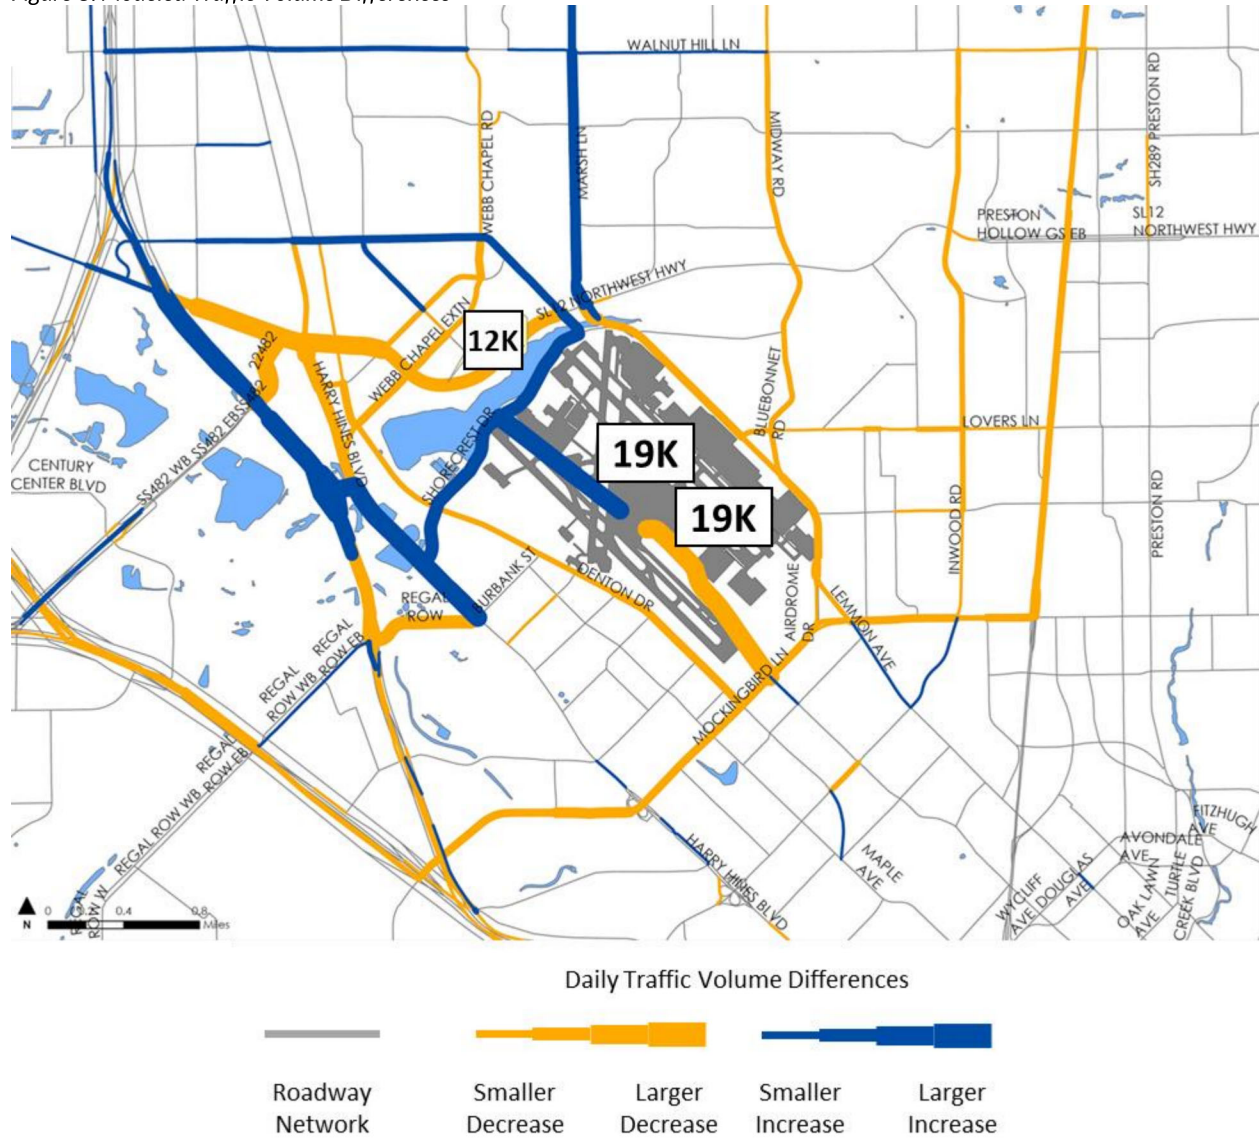 WALNUT HILL LN
WEBB CHAPEL RD
MARSH LN
MIDWAY RD
SH289 PRESTON RD
PRESTON
HOLLOW GS EB
SL12
NORTHWEST HWY
SL12 NORTHWEST HWY
WEBB CHAPEL EXTN
12K
22482
HARRY HINES BLVD
BLUEBONNET
RD
LOVERS LN
SHORECREST DR
19K
19K
CENTURY
CENTER BLVD
SS482 WB SS482 EBSS482
INWOOD RD
PRESTON RD
BURBANK ST
DENTON DR
REGAL
ROW
AIRDROME
DR
LEMMON AVE
REGAL
ROW WB
REGAL
ROW EB
MOCKINGBIRD LN
REGAL
ROW EB
REGAL ROW WB
HARRY HINES BLVD
MAPLE
AVE
FITZHUGH
AVE
AVONDALE
AVE
WYCLIFF
AVE
DOUGLAS
AVE
OAK LAWN
AVE
TURTLE
CREEK BLVD
REGAL
ROW W
N
0 0.2 0.4 0.8
Miles
Daily Traffic Volume Differences
Roadway
Network
Smaller
Decrease
Larger
Decrease
Smaller
Increase
Larger
Increase